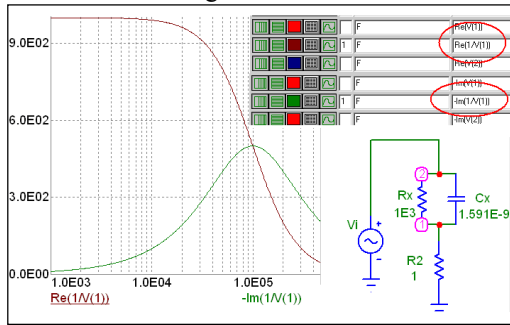 Re(V(1))
1 F Re(1/V(1))
F Re(V(2))
F -Im(V(1))
1 F -Im(1/V(1))
F -Im(V(2))
9.0E02
6.0E02
3.0E02
0.0E00
1.0E03 1.0E04 1.0E05
Re(1/V(1)) -Im(1/V(1))
2
Rx
1E3
Cx
1.591E-9
1
Vi
+
-
R2
1